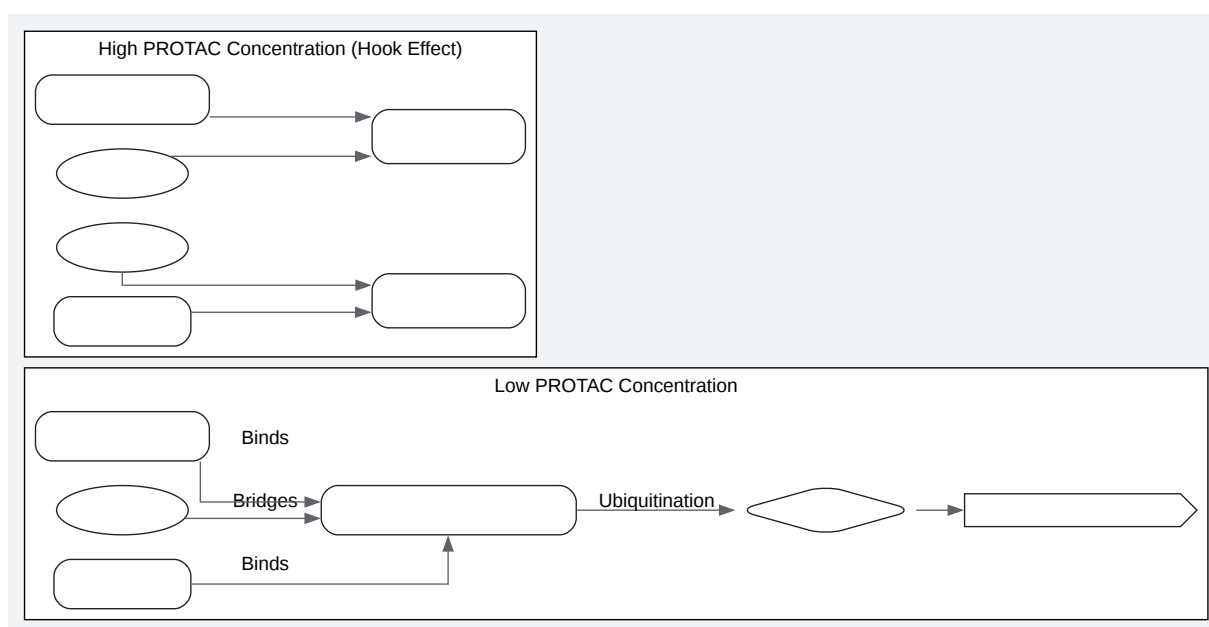 High PROTAC Concentration (Hook Effect)
Low PROTAC Concentration
Binds
Bridges
Ubiquitination
Binds